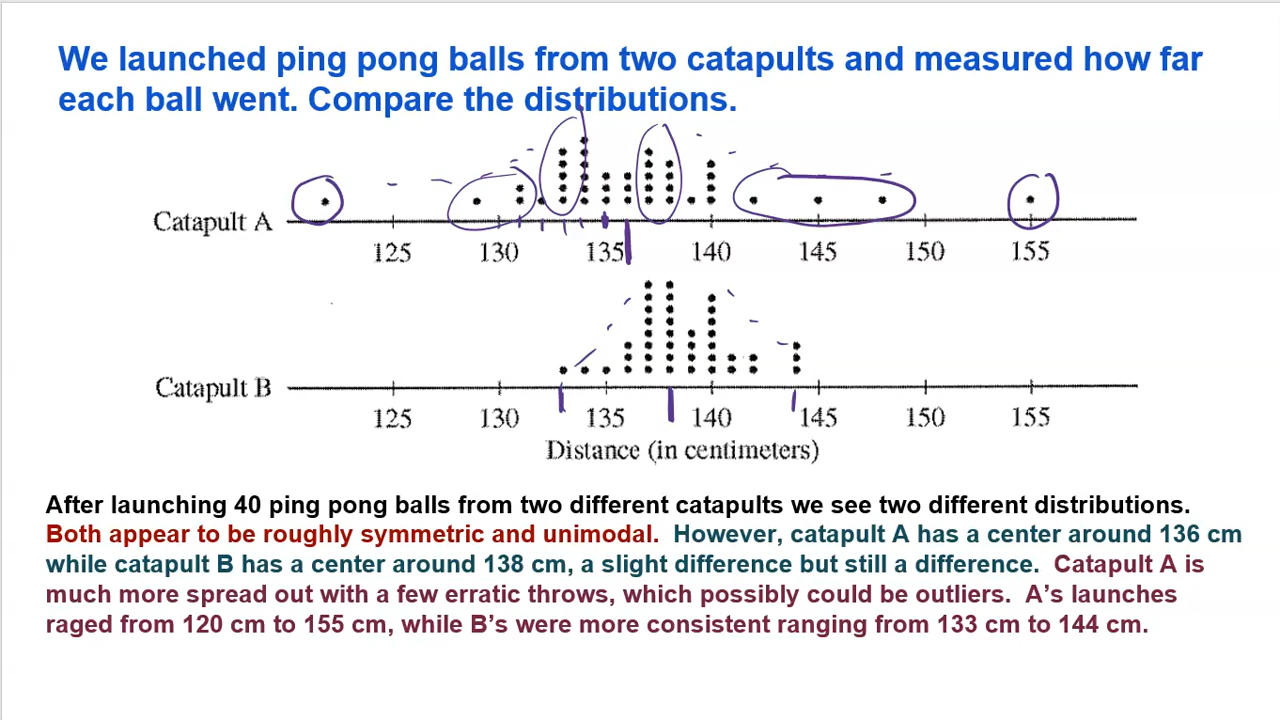 We launched ping pong balls from two catapults and measured how far
each ball went. Compare the distributions.
Catapult A
125 130 135 140 145 150 155
Catapult B
125 130 135 140 145 150 155
Distance (in centimeters)
After launching 40 ping pong balls from two different catapults we see two different distributions.
Both appear to be roughly symmetric and unimodal. However, catapult A has a center around 136 cm
while catapult B has a center around 138 cm, a slight difference but still a difference. Catapult A is
much more spread out with a few erratic throws, which possibly could be outliers. A's launches
raged from 120 cm to 155 cm, while B's were more consistent ranging from 133 cm to 144 cm.